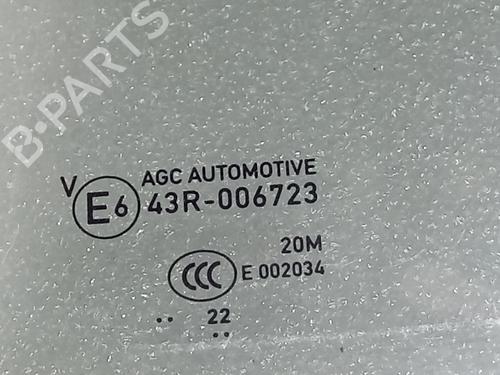 B-PARTS
V
E6
AGC AUTOMOTIVE
43R-006723
20M
CCC
E 002034
.. 22
..